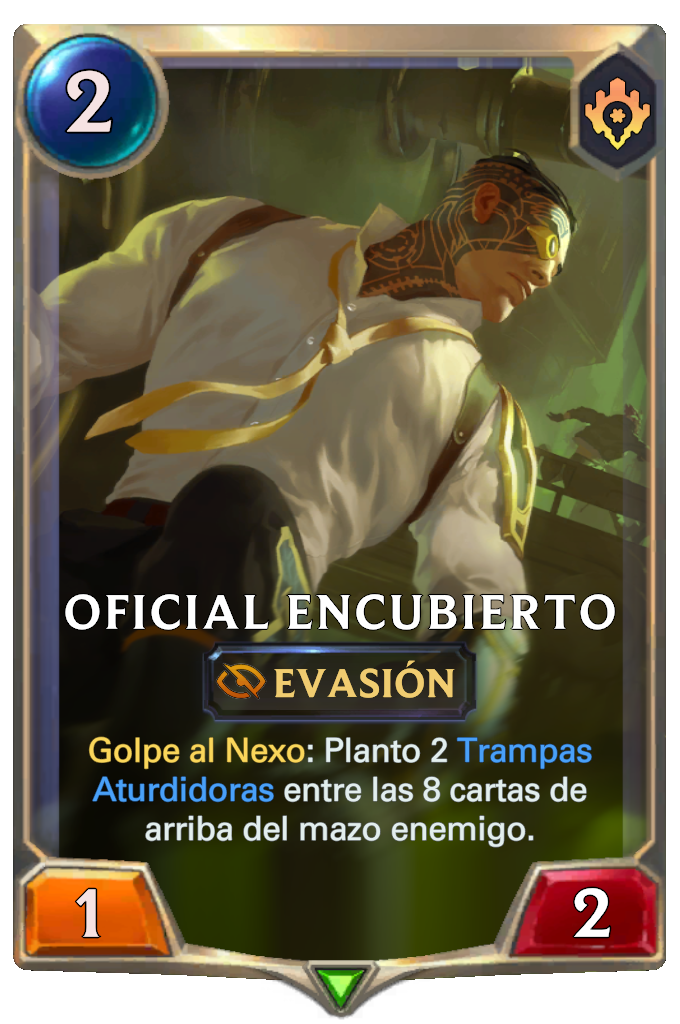 2
OFICIAL ENCUBIERTO
EVASIÓN
Golpe al Nexo: Planto 2 Trampas
Aturdidoras entre las 8 cartas de
arriba del mazo enemigo.
1
2